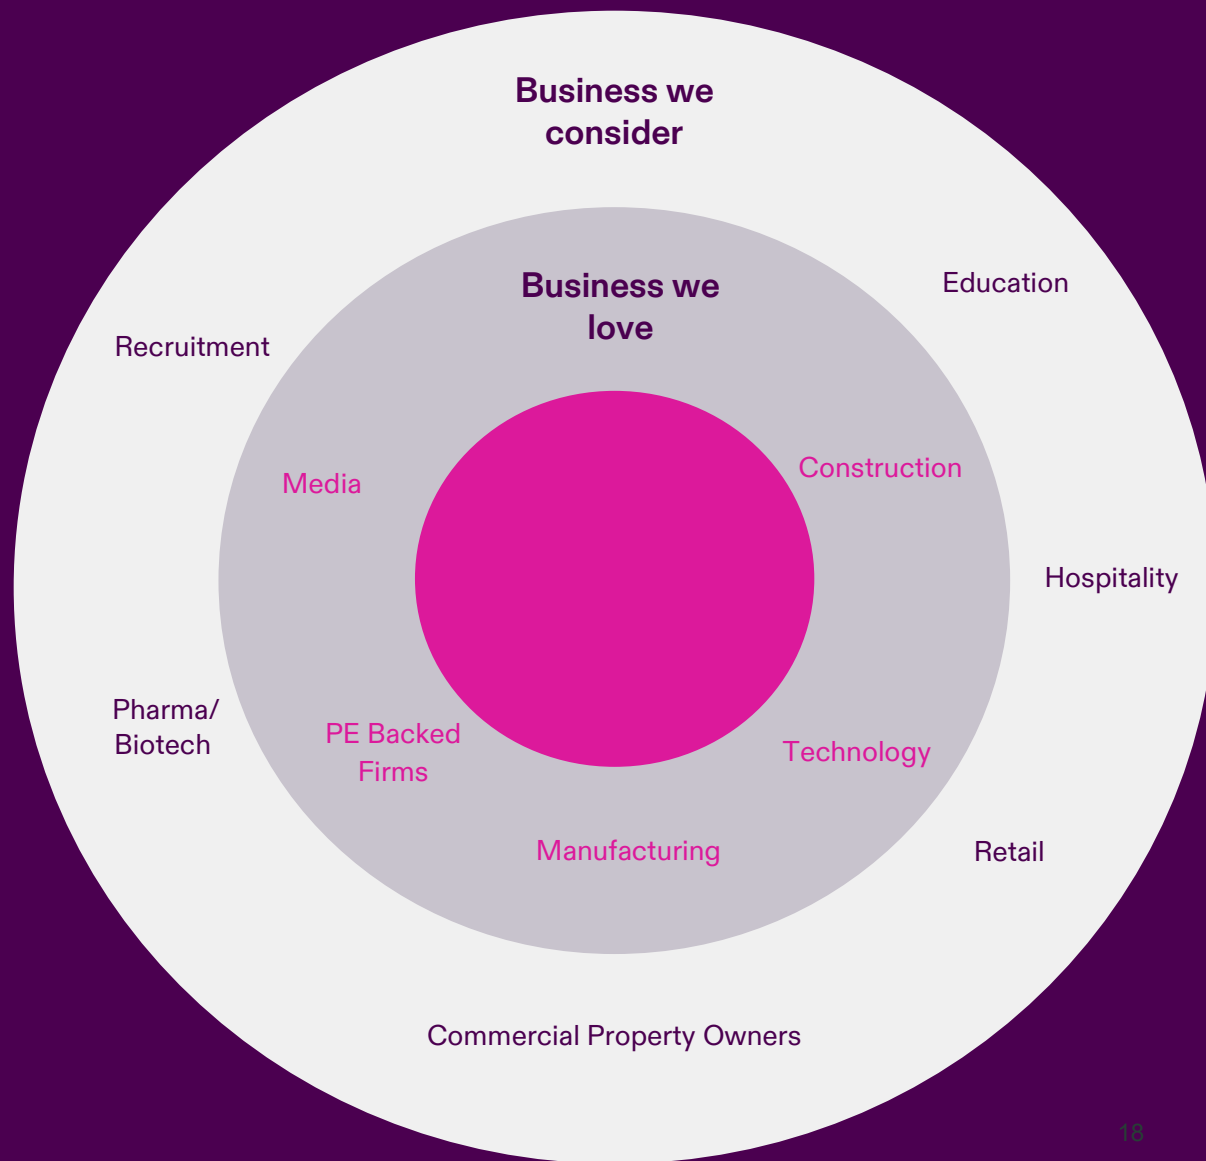 Business we
consider
Business we
love
Education
Recruitment
Construction
Media
Hospitality
Pharma/
Biotech
PE Backed
Firms
Technology
Manufacturing
Retail
Commercial Property Owners
18